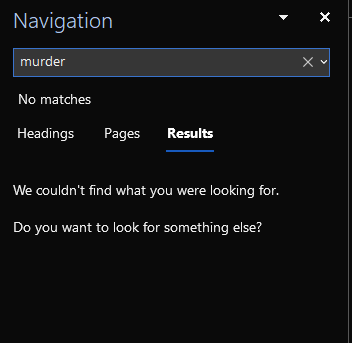 Navigation
murder
No matches
Headings Pages Results
We couldn't find what you were looking for.
Do you want to look for something else?